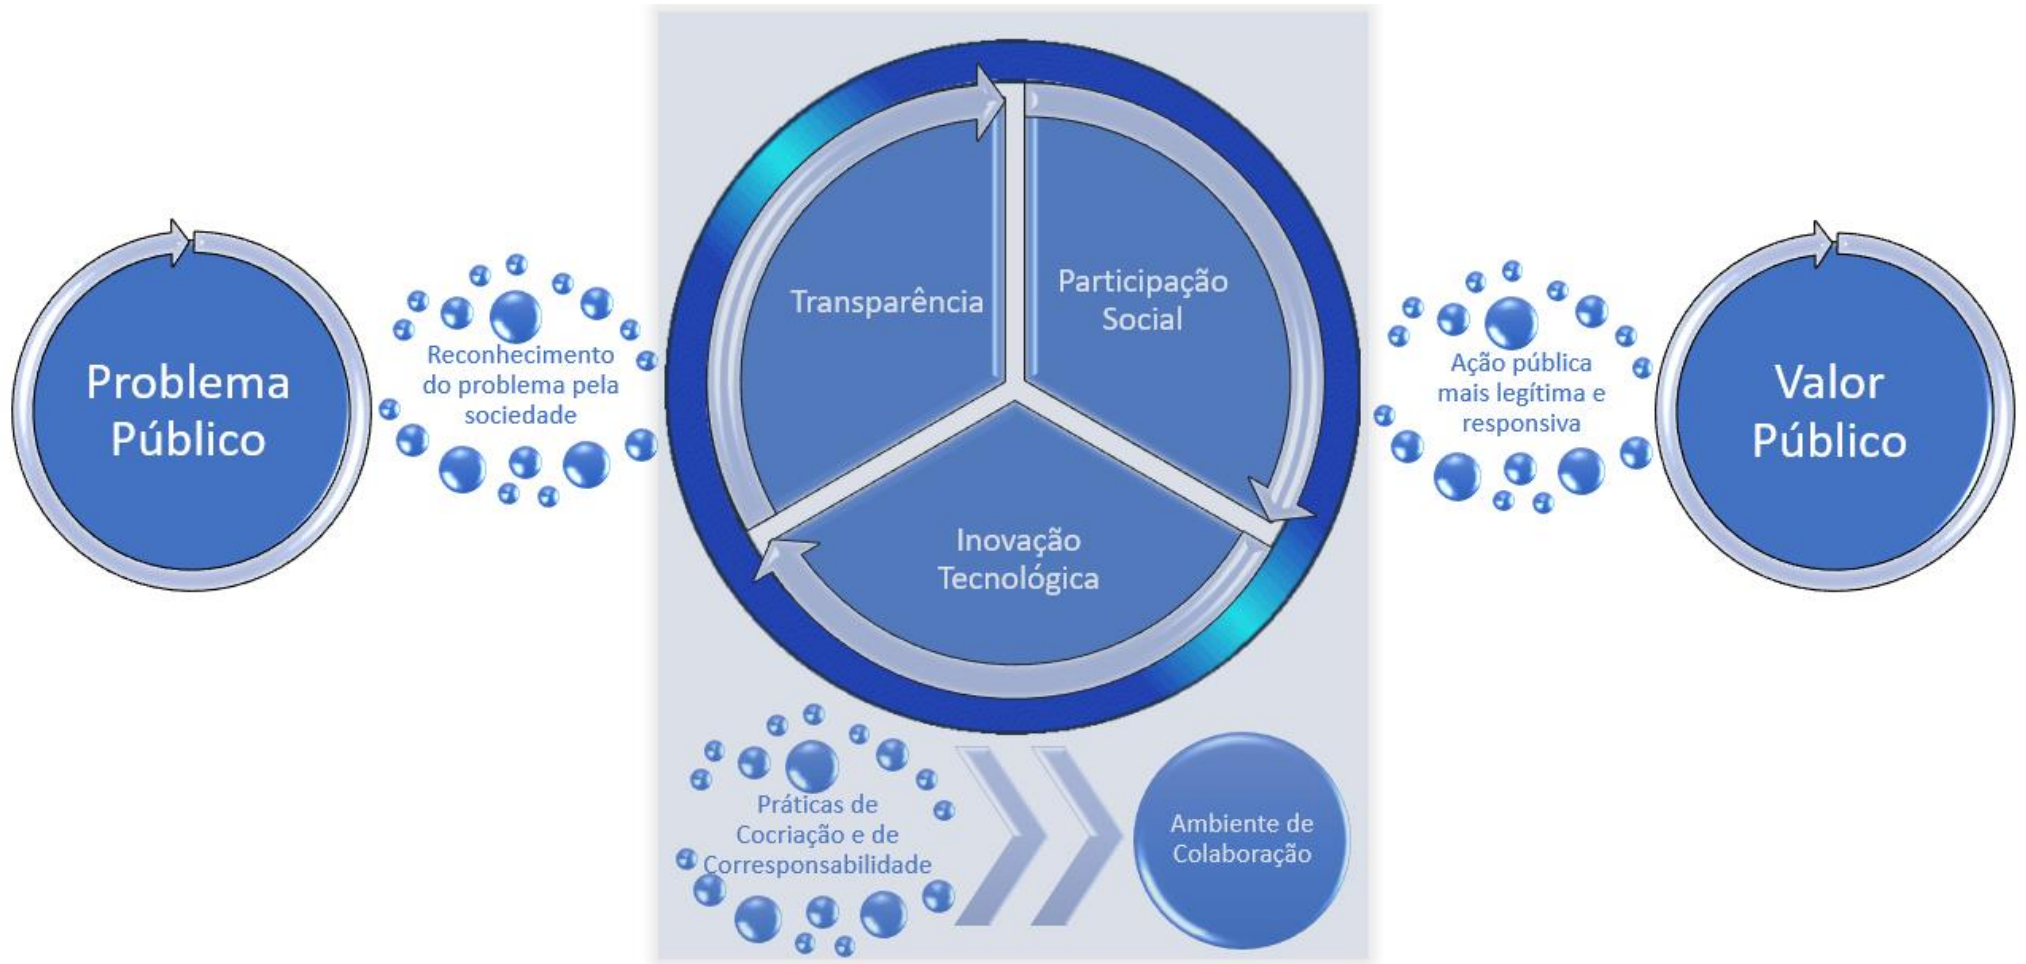 Problema
Público
Reconhecimento
do problema pela
sociedade
Transparência
Participação
Social
Inovação
Tecnológica
Práticas de
Cocriação e de
Corresponsabilidade
Ambiente de
Colaboração
Ação pública
mais legítima e
responsiva
Valor
Público